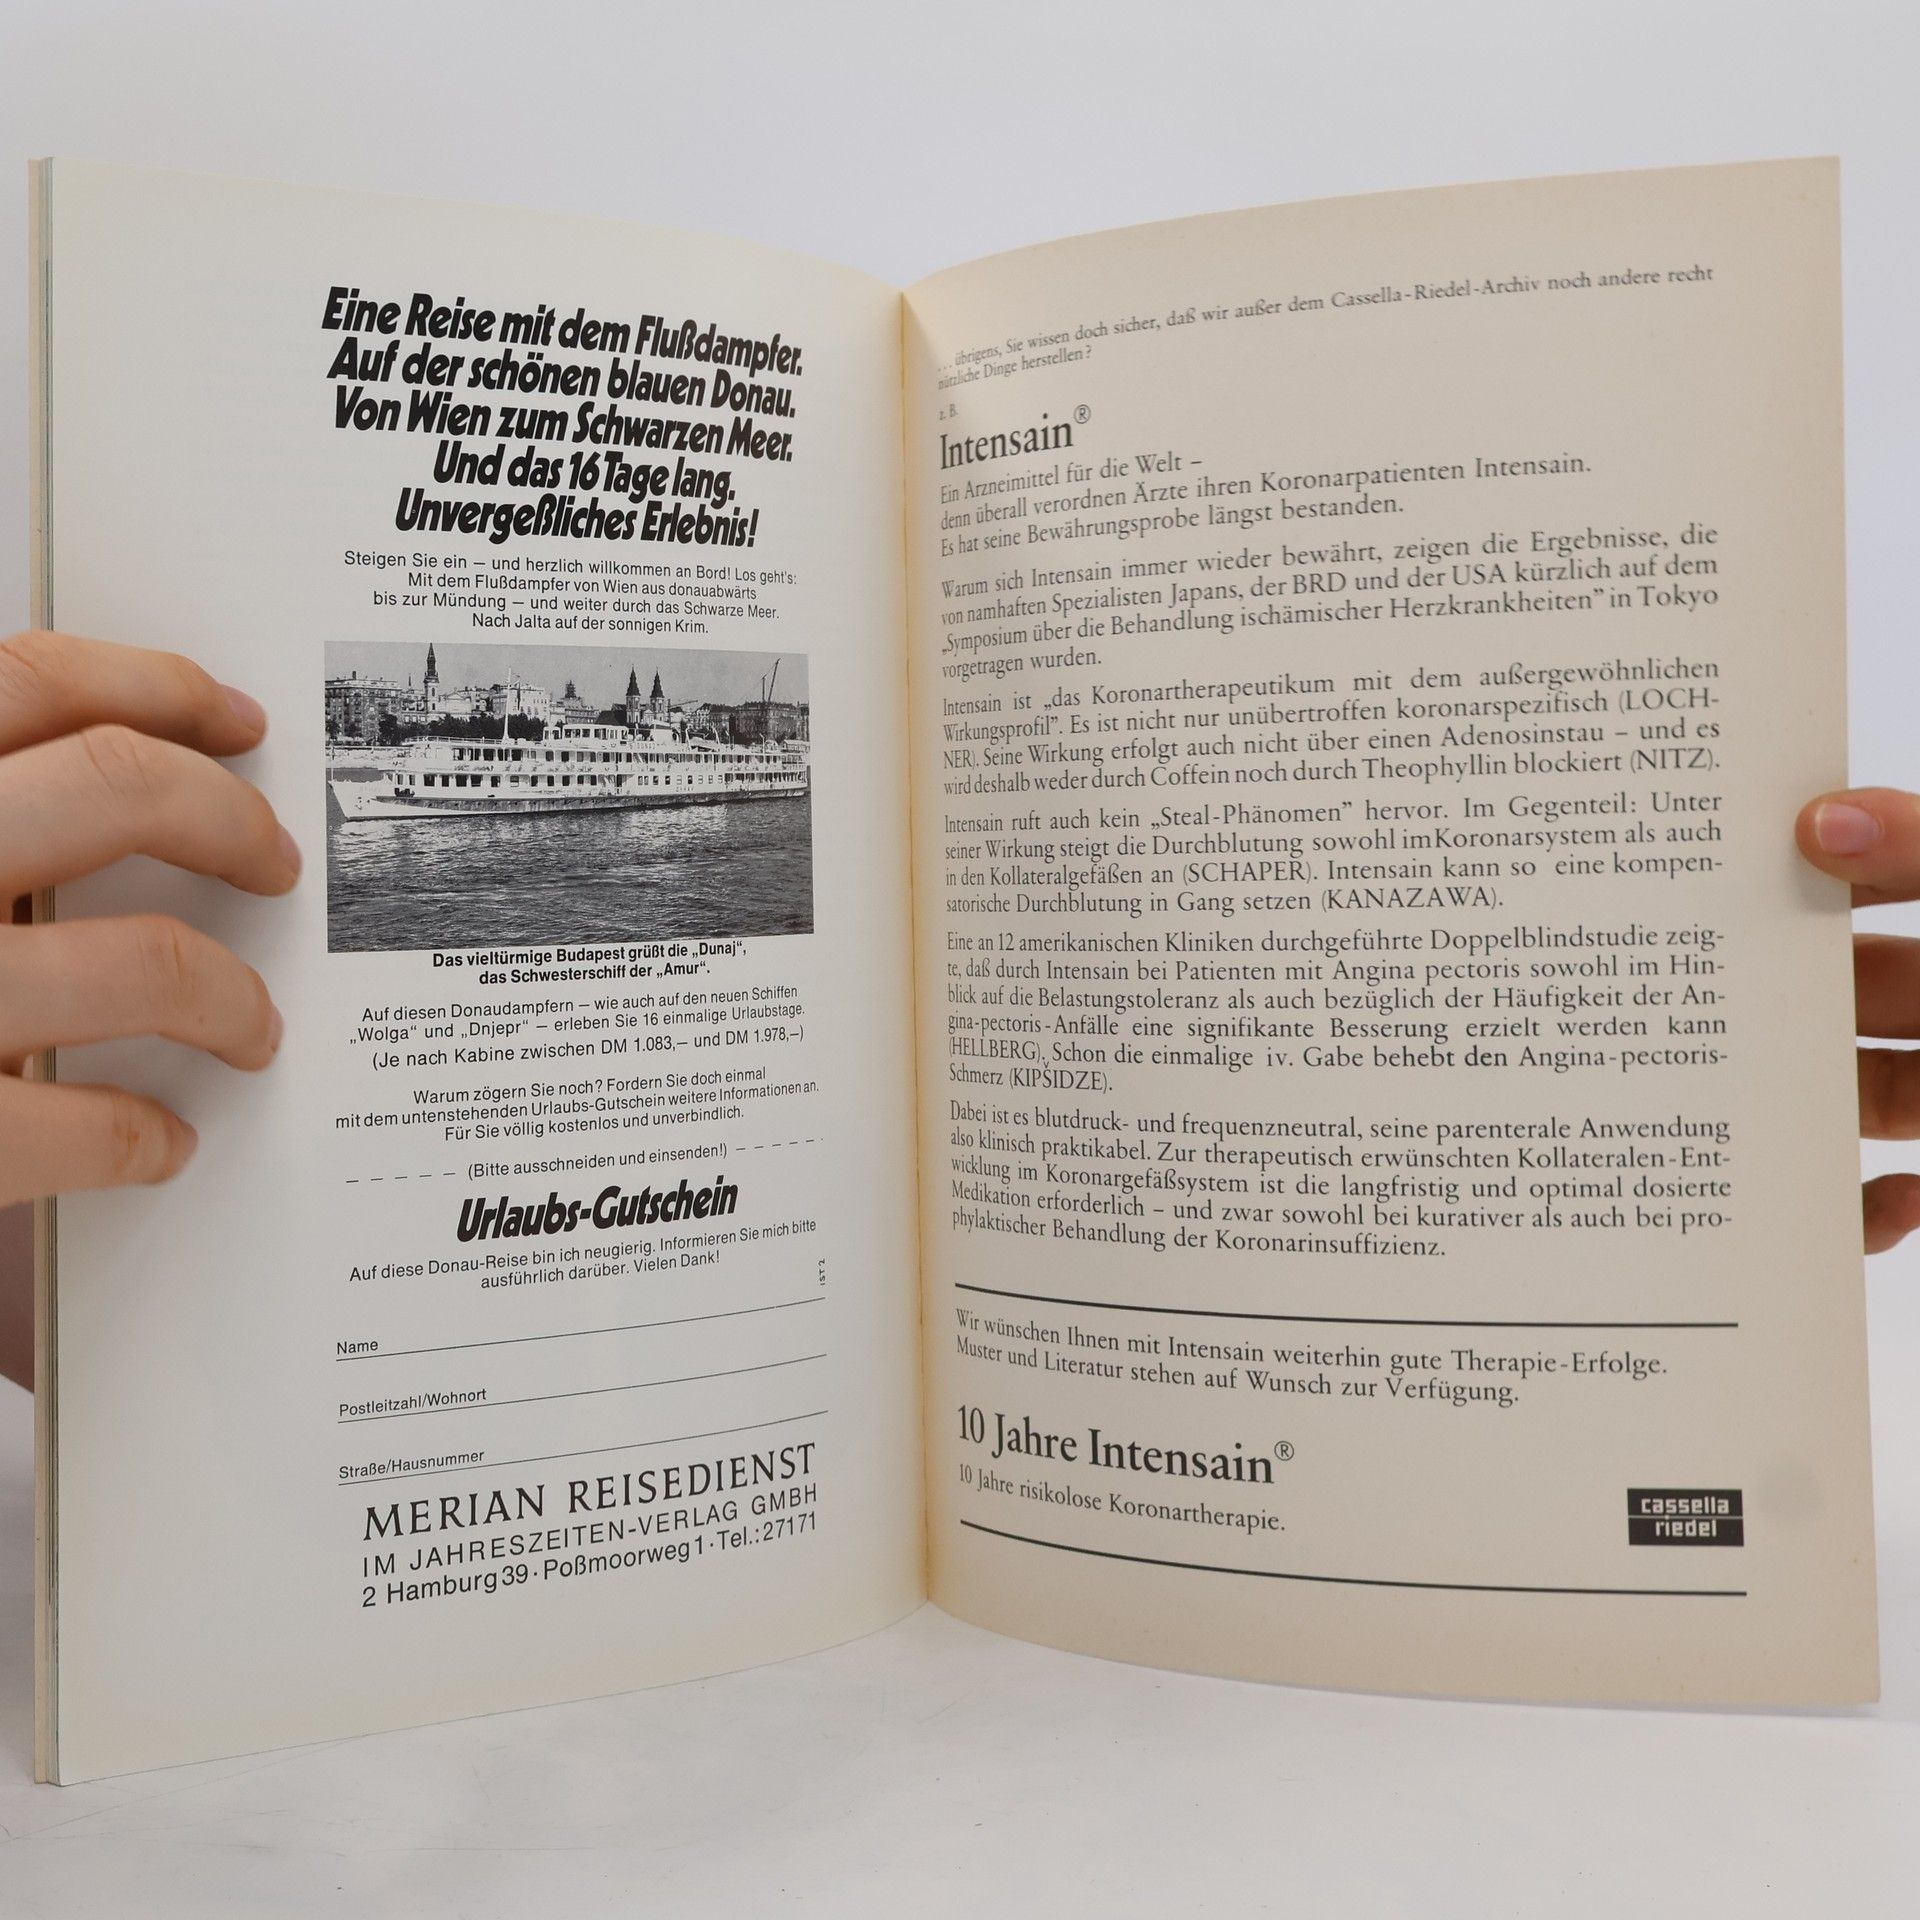 Eine Reise mit dem Flußdampfer.
Auf der schönen blauen Donau.
Von Wien zum Schwarzen Meer.
Und das 16 Tage lang.
Unvergeßliches Erlebnis!
Steigen Sie ein – und herzlich willkommen an Bord! Los geht's:
Mit dem Flußdampfer von Wien aus donauabwärts
bis zur Mündung – und weiter durch das Schwarze Meer.
Nach Jalta auf der sonnigen Krim.
Das vieltürmige Budapest grüßt die „Dunaj“,
das Schwesterschiff der „Amur“.
Auf diesen Donaudampfern – wie auch auf den neuen Schiffen
„Wolga“ und „Dnjepr“ – erleben Sie 16 einmalige Urlaubstage.
(Je nach Kabine zwischen DM 1.083,– und DM 1.978,–)
Warum zögern Sie noch? Fordern Sie doch einmal
mit dem untenstehenden Urlaubs-Gutschein weitere Informationen an.
Für Sie völlig kostenlos und unverbindlich.
– – – – – (Bitte ausschneiden und einsenden!) – – – – –
Urlaubs-Gutschein
Auf diese Donau-Reise bin ich neugierig. Informieren Sie mich bitte
ausführlich darüber. Vielen Dank!
IST 2
Name
Postleitzahl/Wohnort
Straße/Hausnummer
MERIAN REISEDIENST
IM JAHRESZEITEN-VERLAG GMBH
2 Hamburg 39 · Poßmoorweg 1 · Tel.: 27171
... übrigens, Sie wissen doch sicher, daß wir außer dem Cassella-Riedel-Archiv noch andere recht
nützliche Dinge herstellen?
z. B.
Intensain®
Ein Arzneimittel für die Welt –
denn überall verordnen Ärzte ihren Koronarpatienten Intensain.
Es hat seine Bewährungsprobe längst bestanden.
Warum sich Intensain immer wieder bewährt, zeigen die Ergebnisse, die
von namhaften Spezialisten Japans, der BRD und der USA kürzlich auf dem
„Symposium über die Behandlung ischämischer Herzkrankheiten” in Tokyo
vorgetragen wurden.
Intensain ist „das Koronartherapeutikum mit dem außergewöhnlichen
Wirkungsprofil”. Es ist nicht nur unübertroffen koronarspezifisch (LOCH-
NER). Seine Wirkung erfolgt auch nicht über einen Adenosinstau – und es
wird deshalb weder durch Coffein noch durch Theophyllin blockiert (NITZ).
Intensain ruft auch kein „Steal-Phänomen” hervor. Im Gegenteil: Unter
seiner Wirkung steigt die Durchblutung sowohl im Koronarsystem als auch
in den Kollateralgefäßen an (SCHAPER). Intensain kann so eine kompen-
satorische Durchblutung in Gang setzen (KANAZAWA).
Eine an 12 amerikanischen Kliniken durchgeführte Doppelblindstudie zeig-
te, daß durch Intensain bei Patienten mit Angina pectoris sowohl im Hin-
blick auf die Belastungstoleranz als auch bezüglich der Häufigkeit der An-
gina-pectoris-Anfälle eine signifikante Besserung erzielt werden kann
(HELLBERG). Schon die einmalige iv. Gabe behebt den Angina-pectoris-
Schmerz (KIPŠIDZE).
Dabei ist es blutdruck- und frequenzneutral, seine parenterale Anwendung
also klinisch praktikabel. Zur therapeutisch erwünschten Kollateralen-Ent-
wicklung im Koronargefäßsystem ist die langfristig und optimal dosierte
Medikation erforderlich – und zwar sowohl bei kurativer als auch bei pro-
phylaktischer Behandlung der Koronarinsuffizienz.
Wir wünschen Ihnen mit Intensain weiterhin gute Therapie-Erfolge.
Muster und Literatur stehen auf Wunsch zur Verfügung.
10 Jahre Intensain®
10 Jahre risikolose Koronartherapie.
cassella
riedel